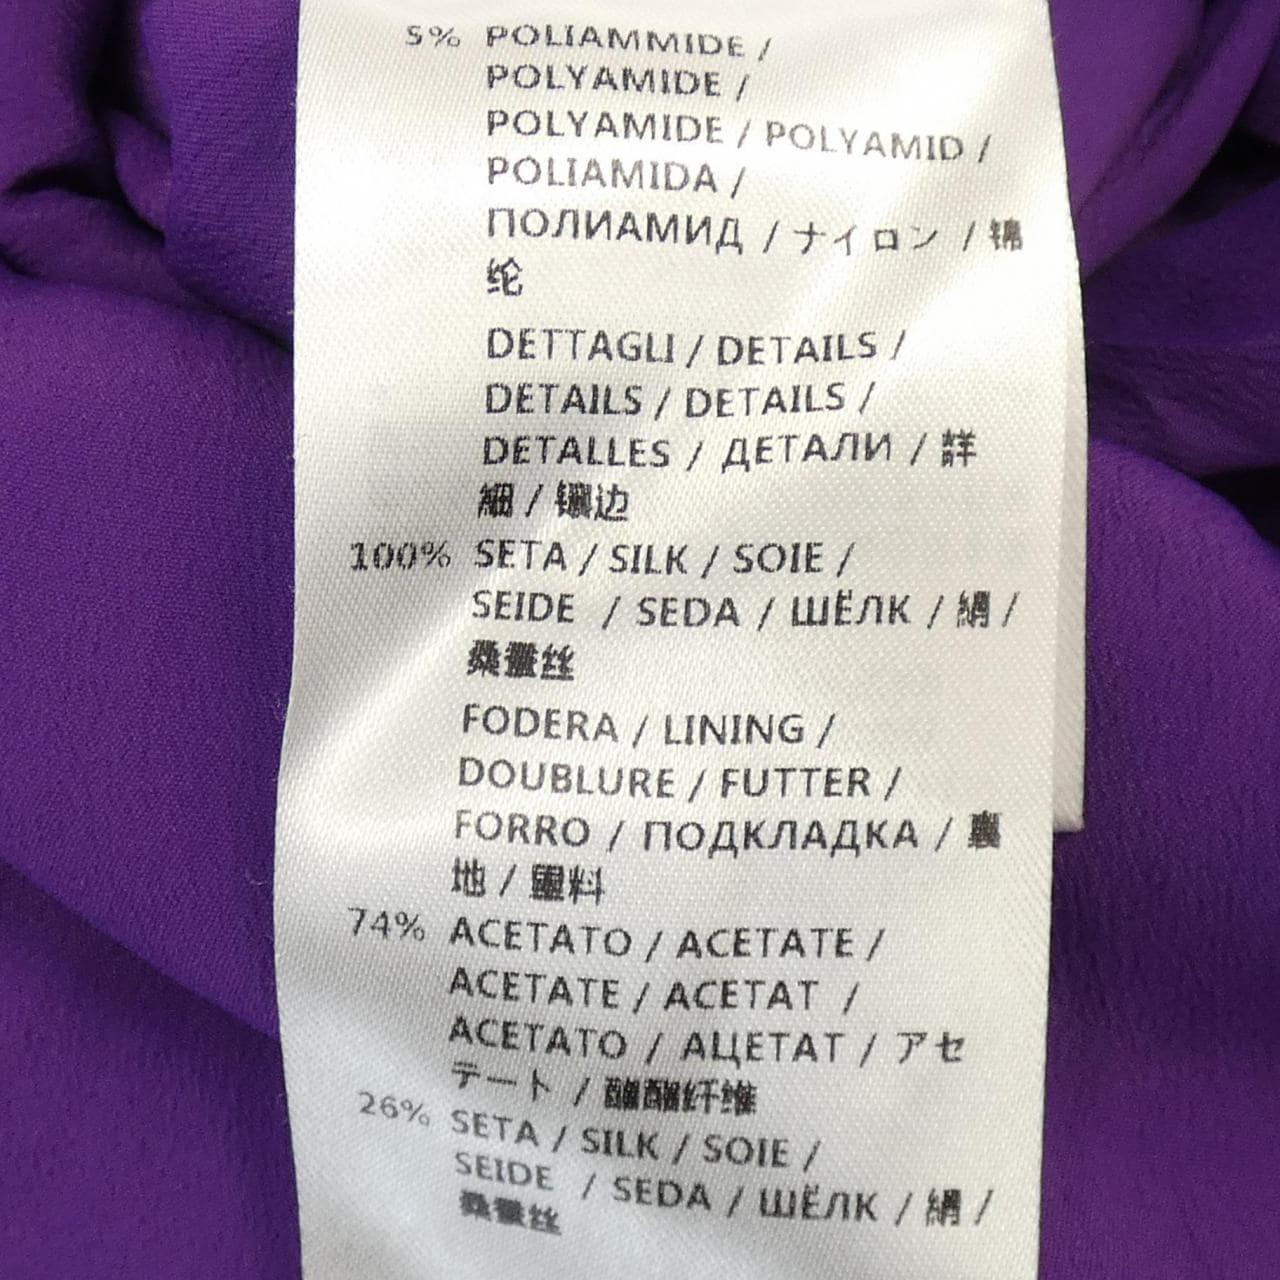 5% POLIAMMIDE /
POLYAMIDE /
POLYAMIDE / POLYAMID /
POLIAMIDA /
ПОЛИАМИД / ナイロン / 锦
纶
DETTAGLI / DETAILS /
DETAILS / DETAILS /
DETALLES / ДЕТАЛИ / 詳
細 / 镶边
100% SETA / SILK / SOIE /
SEIDE / SEDA / ШЁЛК / 絹 /
桑蚕丝
FODERA / LINING /
DOUBLURE / FUTTER /
FORRO / ПОДКЛАДКА / 裏
地 / 里料
74% ACETATO / ACETATE /
ACETATE / ACETAT /
ACETATO / АЦЕТАТ / アセ
テート / 醋酯纤维
26% SETA / SILK / SOIE /
SEIDE / SEDA / ШЁЛК / 絹 /
桑蚕丝